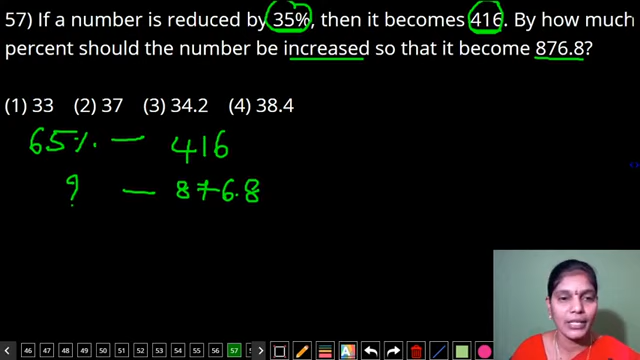 57) If a number is reduced by 35%, then it becomes 416. By how much
percent should the number be increased so that it become 876.8?
(1) 33 (2) 37 (3) 34.2 (4) 38.4
65% — 416
? — 876.8
46 47 48 49 50 51 52 53 54 55 56 57